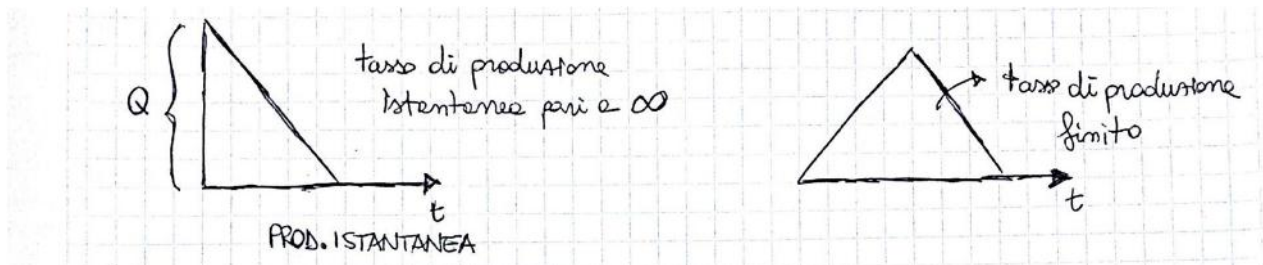 Q
tasso di produzione
istantanea pari a ∞
t
PROD. ISTANTANEA
tasso di produzione
finito
t